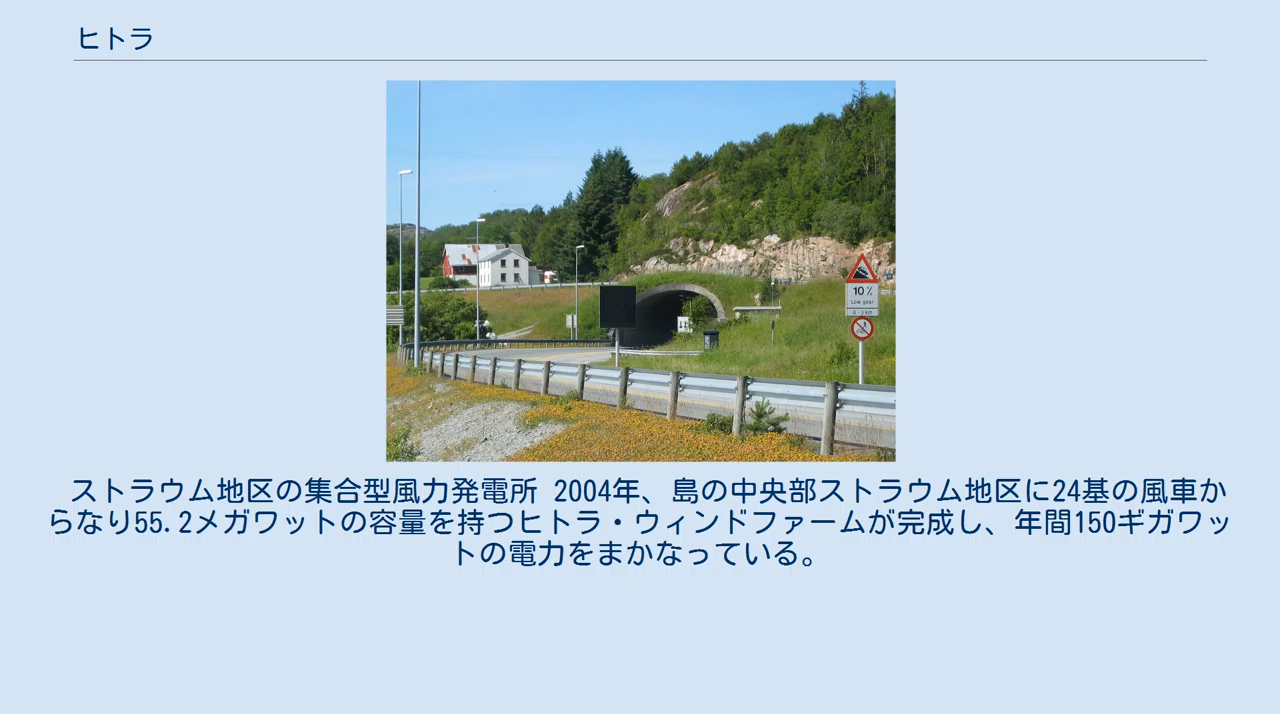 ヒトラ
10%
Low gear
0-2 km
ストラウム地区の集合型風力発電所 2004年、島の中央部ストラウム地区に24基の風車か
らなり55.2メガワットの容量を持つヒトラ・ウィンドファームが完成し、年間150ギガワッ
トの電力をまかなっている。